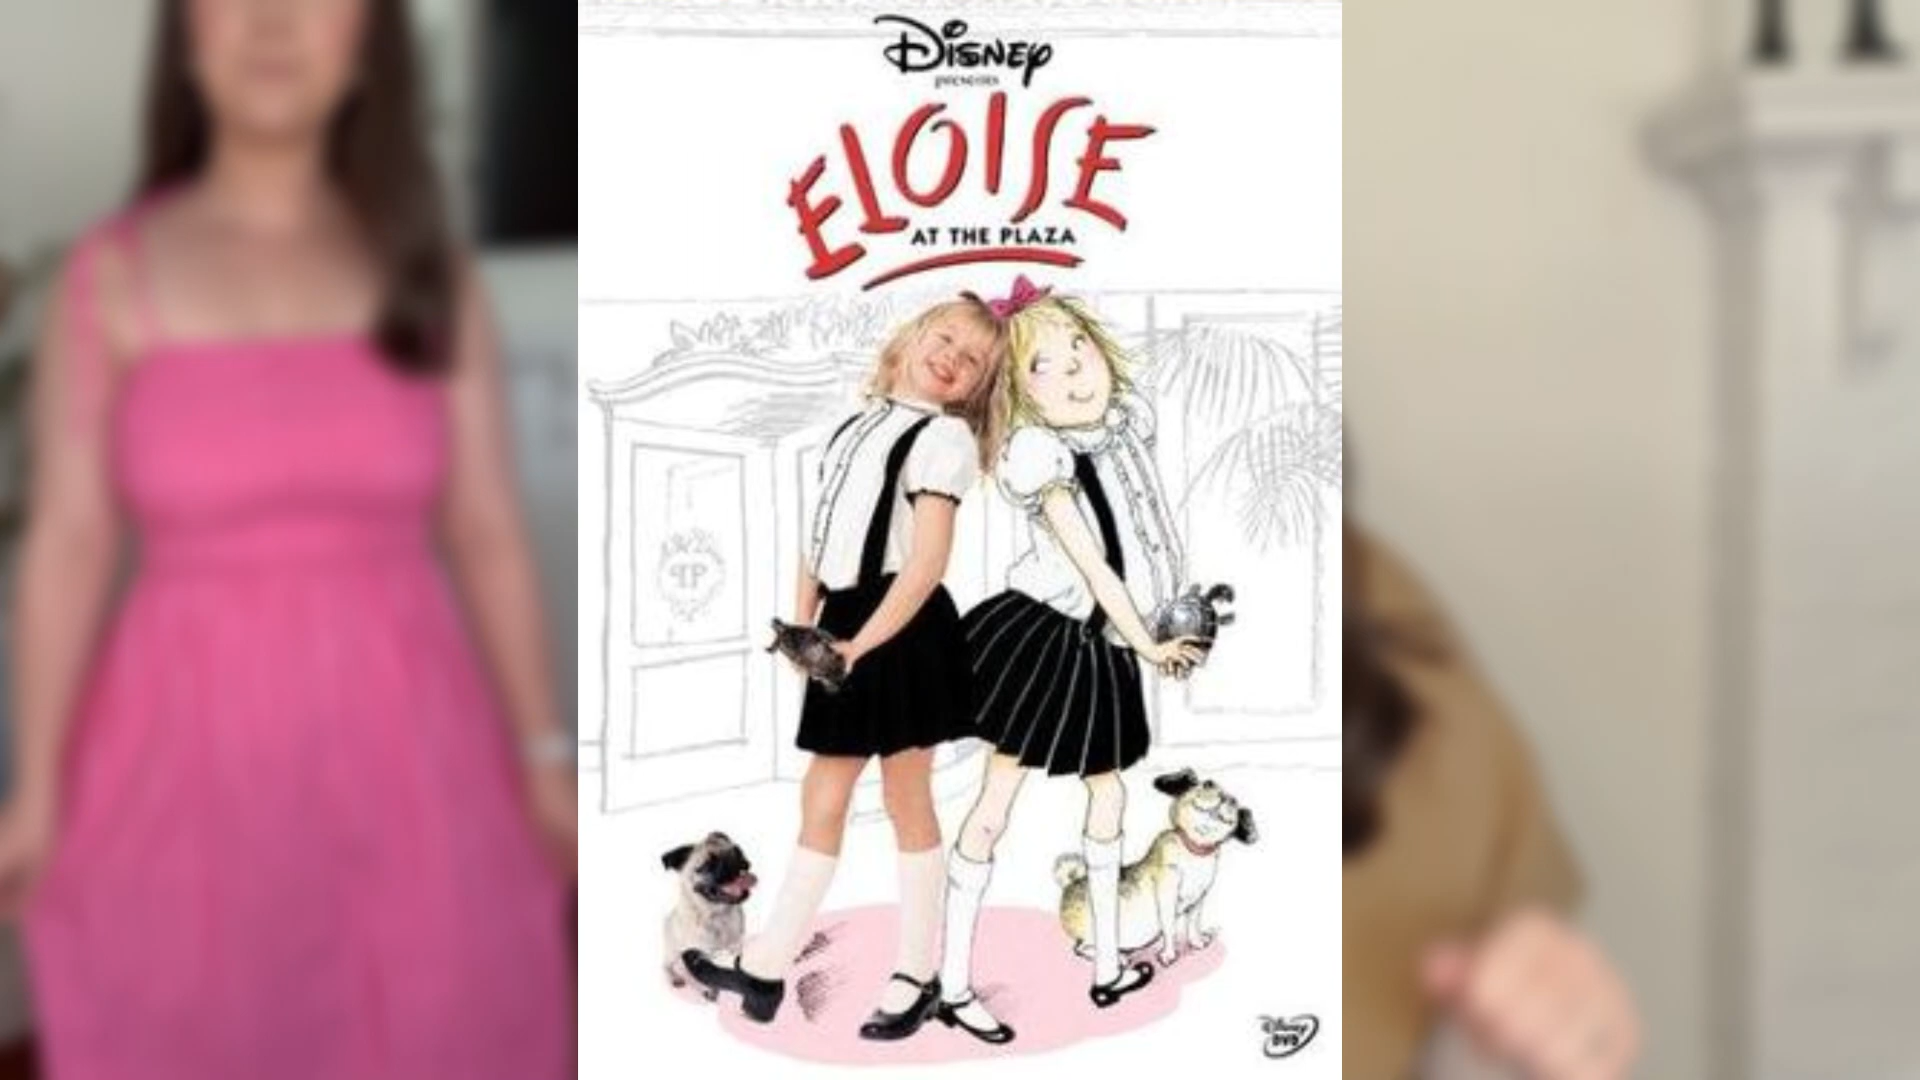 Disney
presents
ELOISE
AT THE PLAZA
Disney
DVD